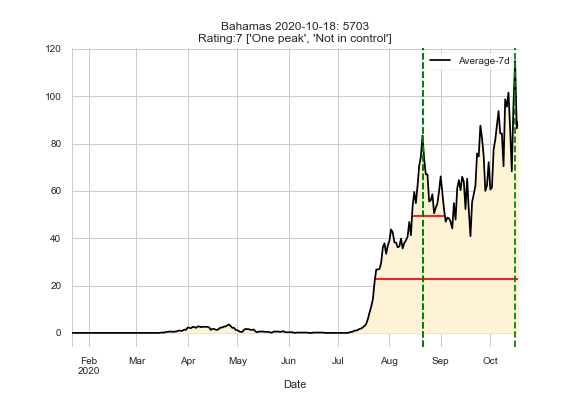 Bahamas 2020-10-18: 5703
Rating:7 ['One peak', 'Not in control']
Average-7d
120
100
80
60
40
20
0
Feb Mar Apr May Jun Jul Aug Sep Oct
2020
Date